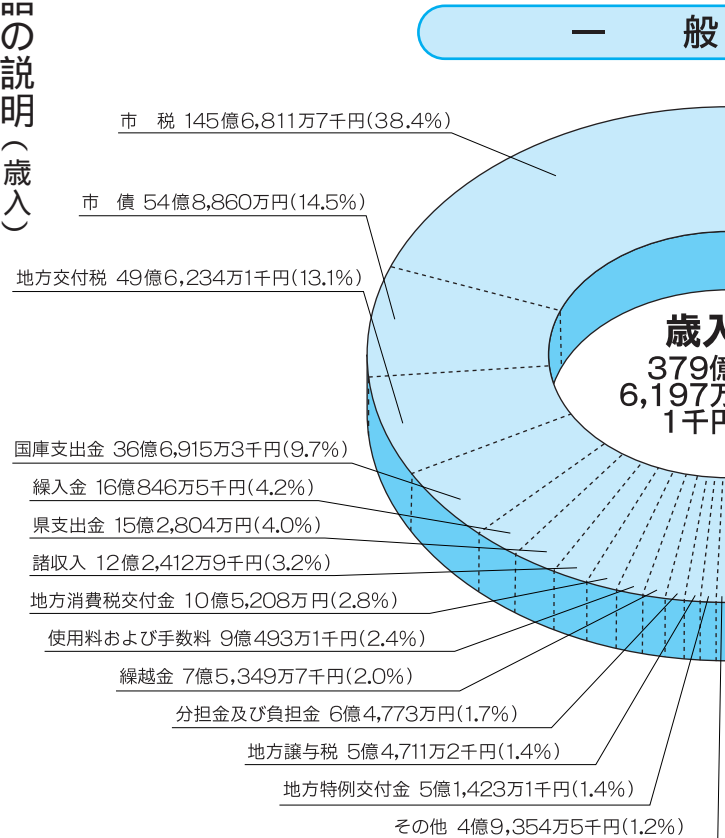 の説明(歳入)
一 般
市 税 145億6,811万7千円(38.4%)
市 債 54億8,860万円(14.5%)
地方交付税 49億6,234万1千円(13.1%)
歳入
379億
6,197万
1千円
国庫支出金 36億6,915万3千円(9.7%)
繰入金 16億846万5千円(4.2%)
県支出金 15億2,804万円(4.0%)
諸収入 12億2,412万9千円(3.2%)
地方消費税交付金 10億5,208万円(2.8%)
使用料および手数料 9億493万1千円(2.4%)
繰越金 7億5,349万7千円(2.0%)
分担金及び負担金 6億4,773万円(1.7%)
地方譲与税 5億4,711万2千円(1.4%)
地方特例交付金 5億1,423万1千円(1.4%)
その他 4億9,354万5千円(1.2%)